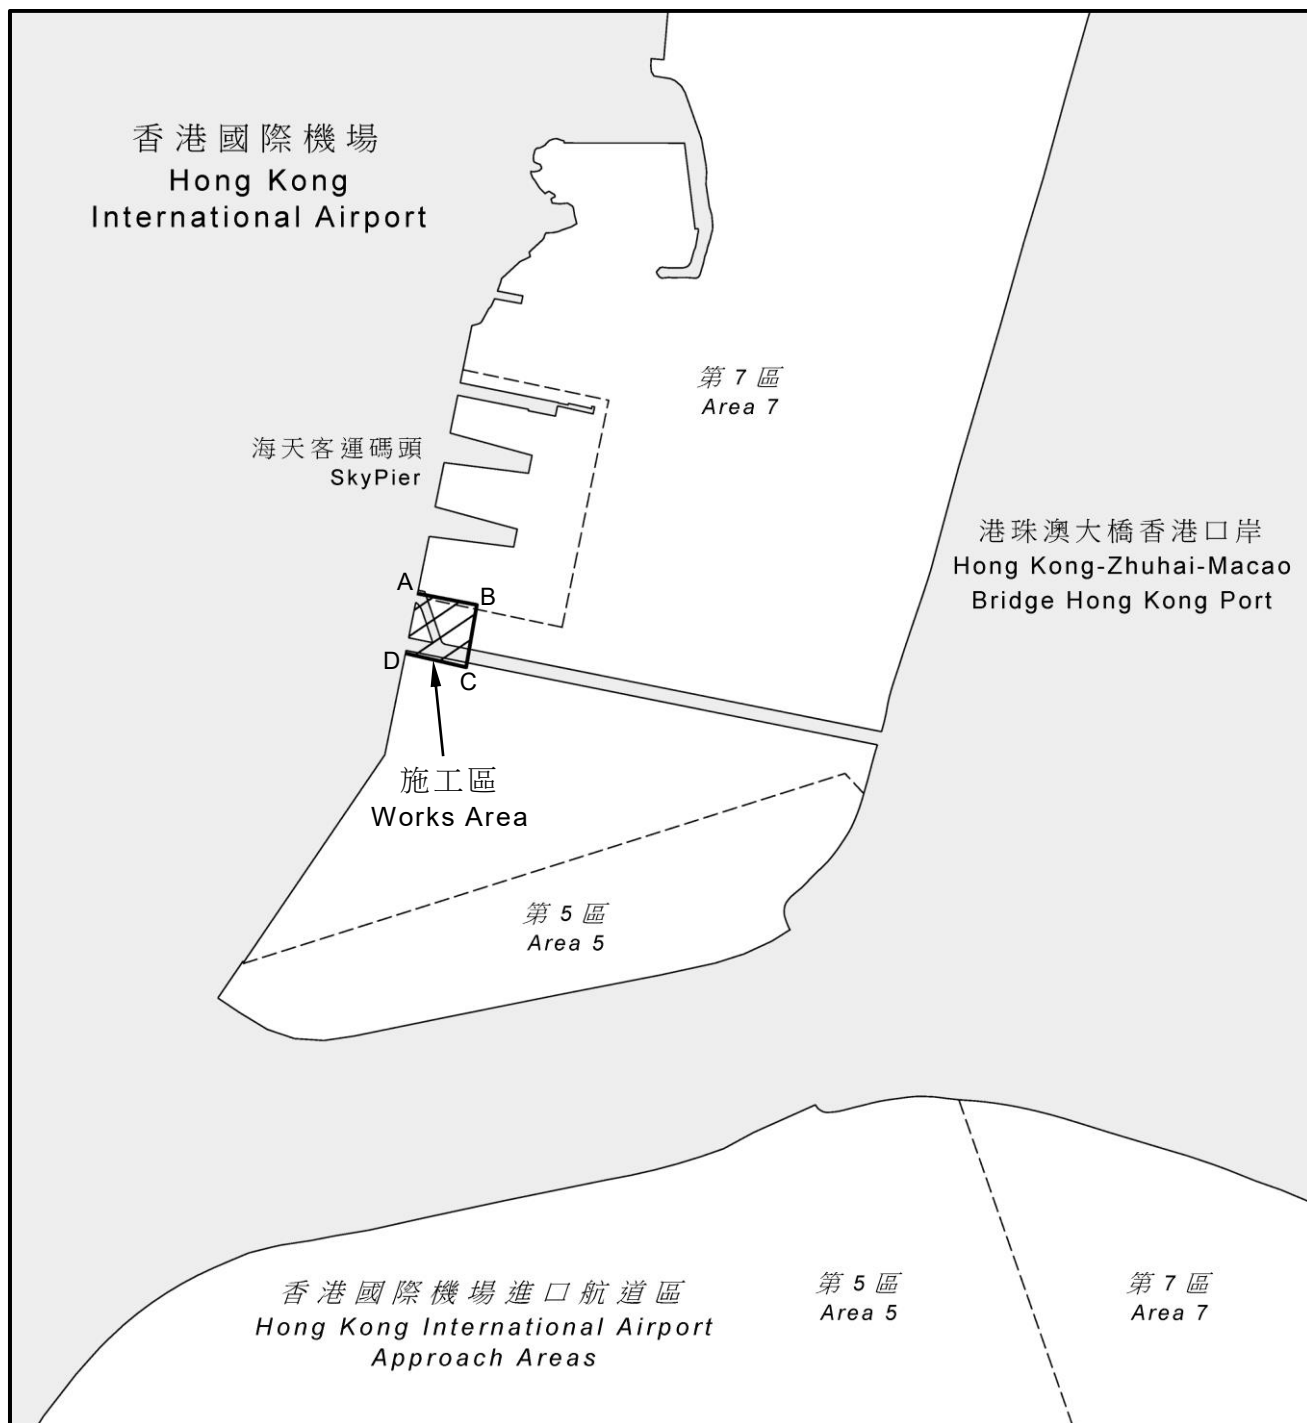 香港國際機場
Hong Kong
International Airport
第 7 區
Area 7
海天客運碼頭
SkyPier
港珠澳大橋香港口岸
Hong Kong-Zhuhai-Macao
Bridge Hong Kong Port
A
B
D
C
施工區
Works Area
第 5 區
Area 5
香港國際機場進口航道區
Hong Kong International Airport
Approach Areas
第 5 區
Area 5
第 7 區
Area 7